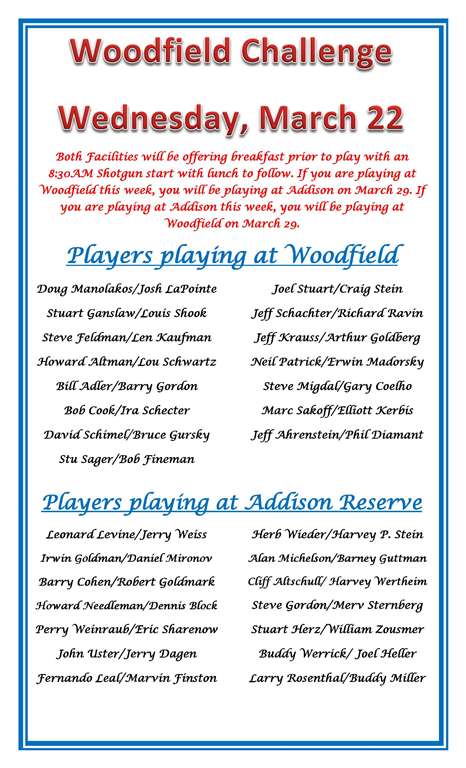 Woodfield Challenge
Wednesday, March 22
Both Facilities will be offering breakfast prior to play with an
8:30AM Shotgun start with lunch to follow. If you are playing at
Woodfield this week, you will be playing at Addison on March 29. If
you are playing at Addison this week, you will be playing at
Woodfield on March 29.
Players playing at Woodfield
Doug Manolakos/Josh LaPointe
Stuart Ganslaw/Louis Shook
Steve Feldman/Len Kaufman
Howard Altman/Lou Schwartz
Bill Adler/Barry Gordon
Bob Cook/Ira Schecter
David Schimel/Bruce Gursky
Stu Sager/Bob Fineman
Joel Stuart/Craig Stein
Jeff Schachter/Richard Ravin
Jeff Krauss/Arthur Goldberg
Neil Patrick/Erwin Madorsky
Steve Migdal/Gary Coelho
Marc Sakoff/Elliott Kerbis
Jeff Ahrenstein/Phil Diamant
Players playing at Addison Reserve
Leonard Levine/Jerry Weiss
Irwin Goldman/Daniel Mironov
Barry Cohen/Robert Goldmark
Howard Needleman/Dennis Block
Perry Weinraub/Eric Sharenow
John Uster/Jerry Dagen
Fernando Leal/Marvin Finston
Herb Wieder/Harvey P. Stein
Alan Michelson/Barney Guttman
Cliff Altschull/ Harvey Wertheim
Steve Gordon/Merv Sternberg
Stuart Herz/William Zousmer
Buddy Werrick/ Joel Heller
Larry Rosenthal/Buddy Miller